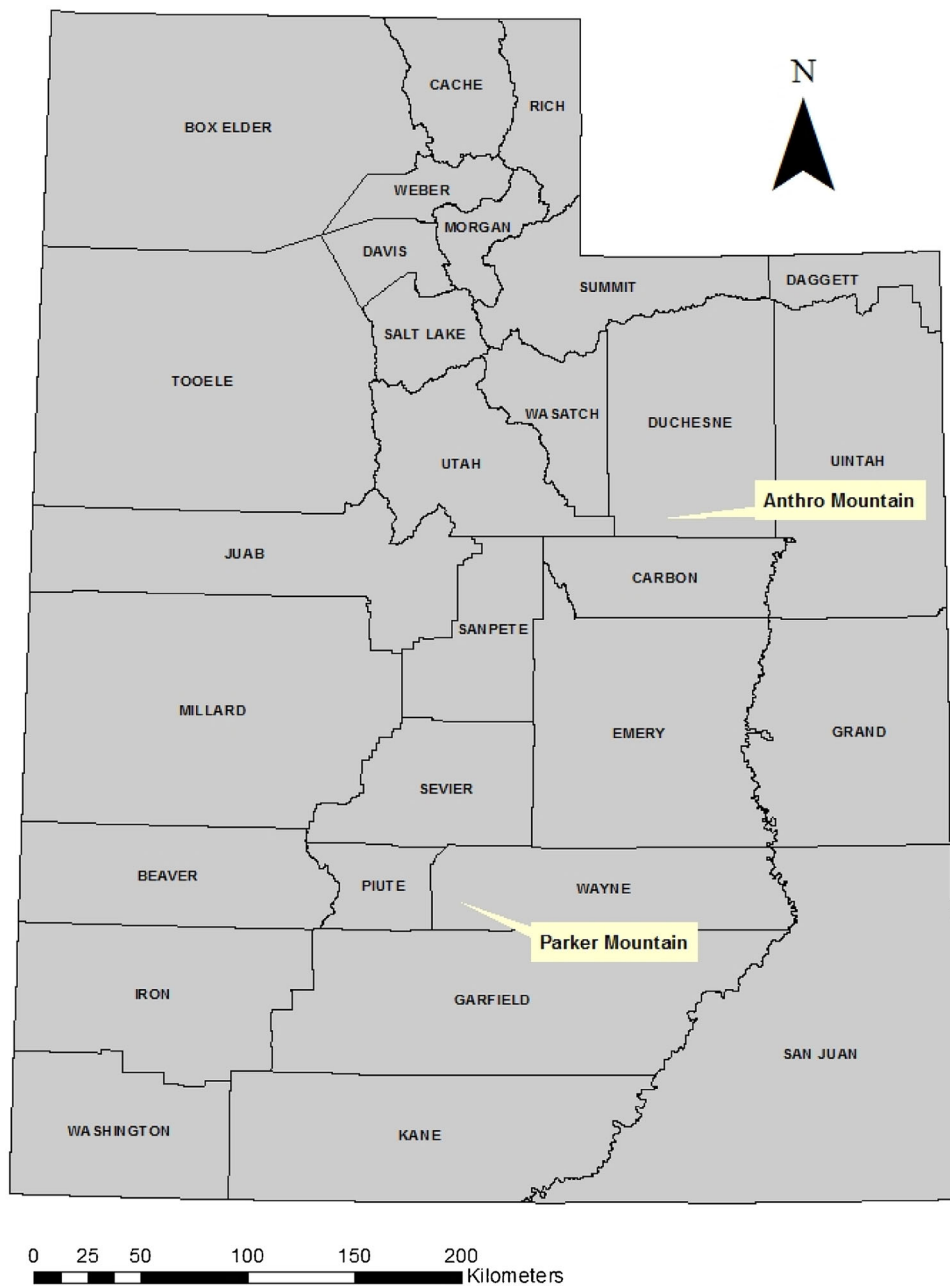 N
CACHE
RICH
BOX ELDER
WEBER
MORGAN
DAVIS
SUMMIT
DAGGETT
SALT LAKE
TOOELE
WASATCH
DUCHESNE
UTAH
UINTAH
Anthro Mountain
JUAB
CARBON
SANPETE
MILLARD
EMERY
GRAND
SEVIER
BEAVER
PIUTE
WAYNE
Parker Mountain
IRON
GARFIELD
SAN JUAN
WASHINGTON
KANE
0 25 50 100 150 200
Kilometers